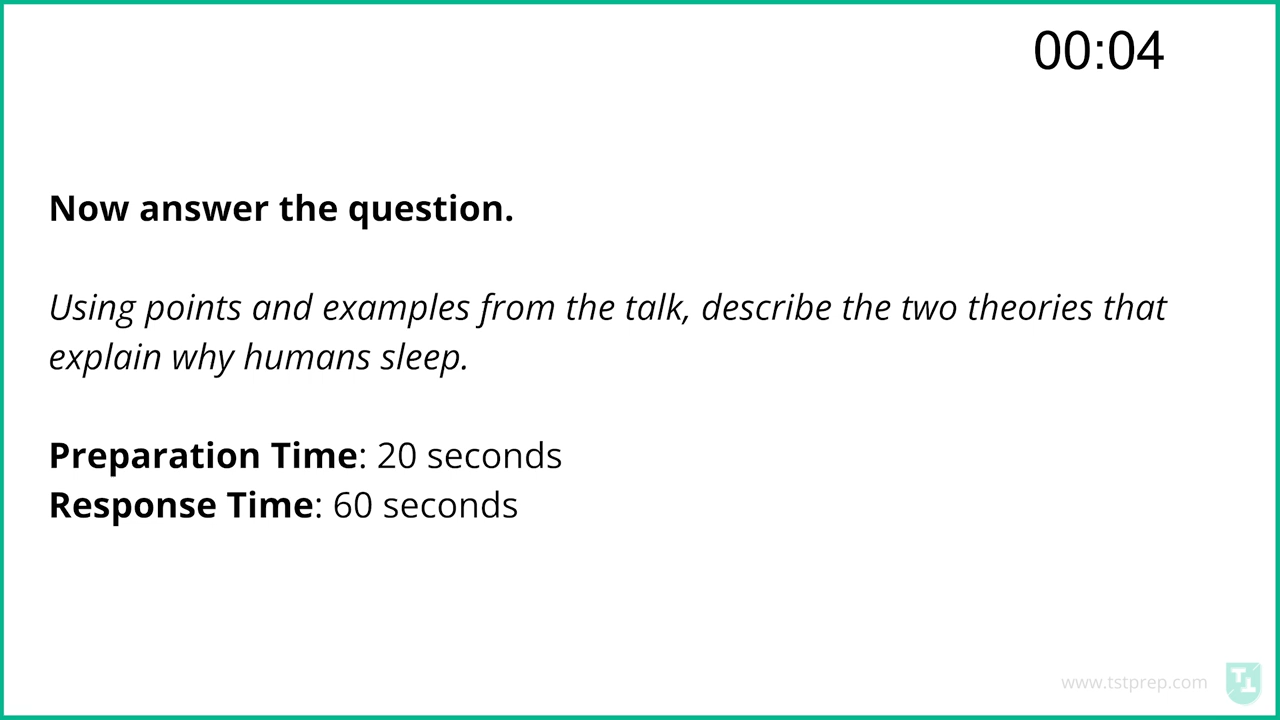 00:04
Now answer the question.
Using points and examples from the talk, describe the two theories that
explain why humans sleep.
Preparation Time: 20 seconds
Response Time: 60 seconds
www.tstprep.com